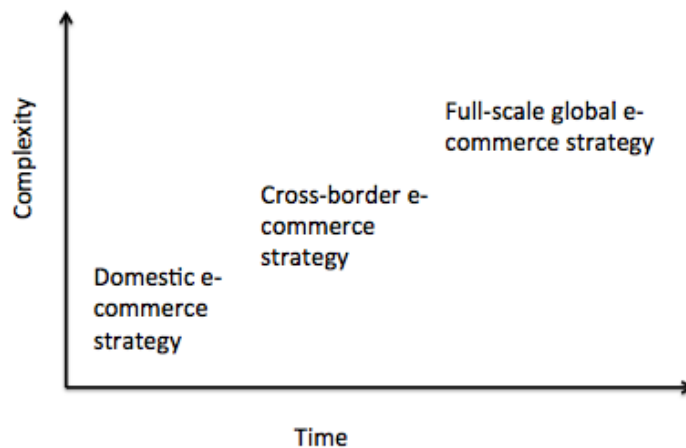 Complexity
Full-scale global e-
commerce strategy
Cross-border e-
commerce
strategy
Domestic e-
commerce
strategy
Time